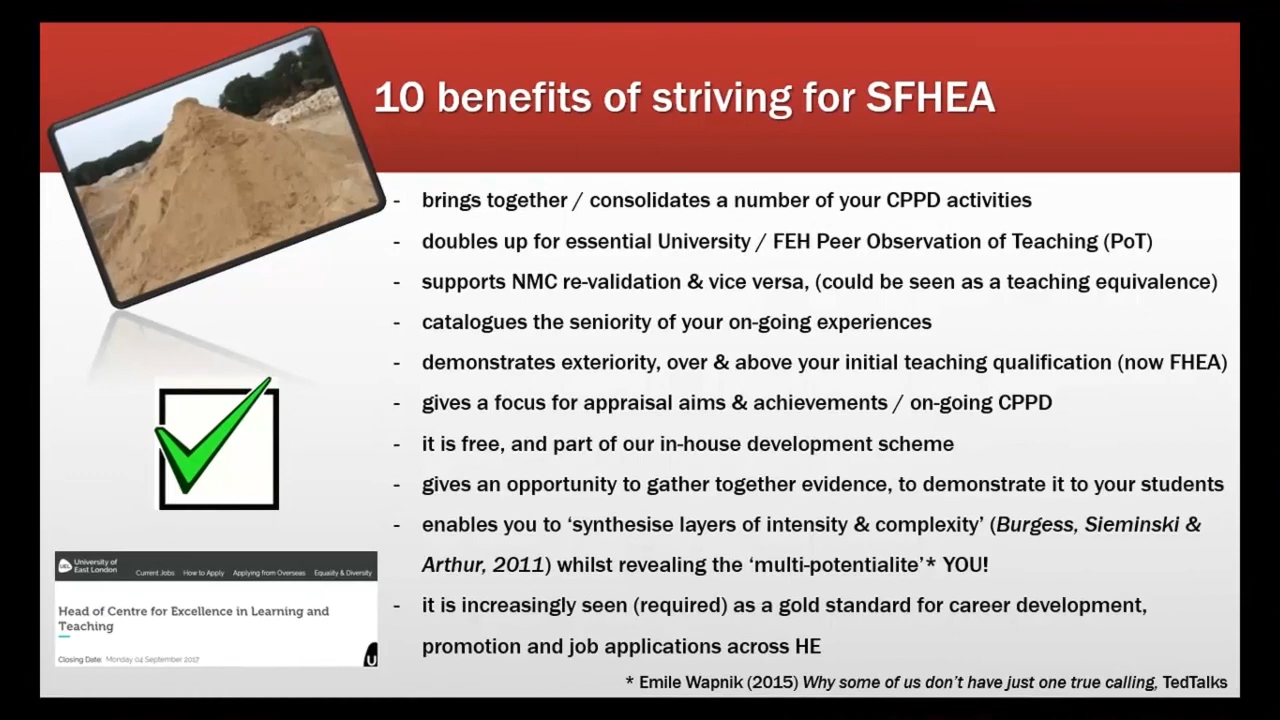 10 benefits of striving for SFHEA
- brings together / consolidates a number of your CPPD activities
- doubles up for essential University / FEH Peer Observation of Teaching (PoT)
- supports NMC re-validation & vice versa, (could be seen as a teaching equivalence)
- catalogues the seniority of your on-going experiences
- demonstrates exteriority, over & above your initial teaching qualification (now FHEA)
- gives a focus for appraisal aims & achievements / on-going CPPD
- it is free, and part of our in-house development scheme
- gives an opportunity to gather together evidence, to demonstrate it to your students
- enables you to ‘synthesise layers of intensity & complexity’ (Burgess, Sieminski &
Arthur, 2011) whilst revealing the ‘multi-potentialite’* YOU!
- it is increasingly seen (required) as a gold standard for career development,
promotion and job applications across HE
* Emile Wapnik (2015) Why some of us don’t have just one true calling, TedTalks
UEL University of
East London
Current Jobs How to Apply Applying from Overseas Equality & Diversity
Head of Centre for Excellence in Learning and
Teaching
Closing Date: Monday 04 September 2017
U